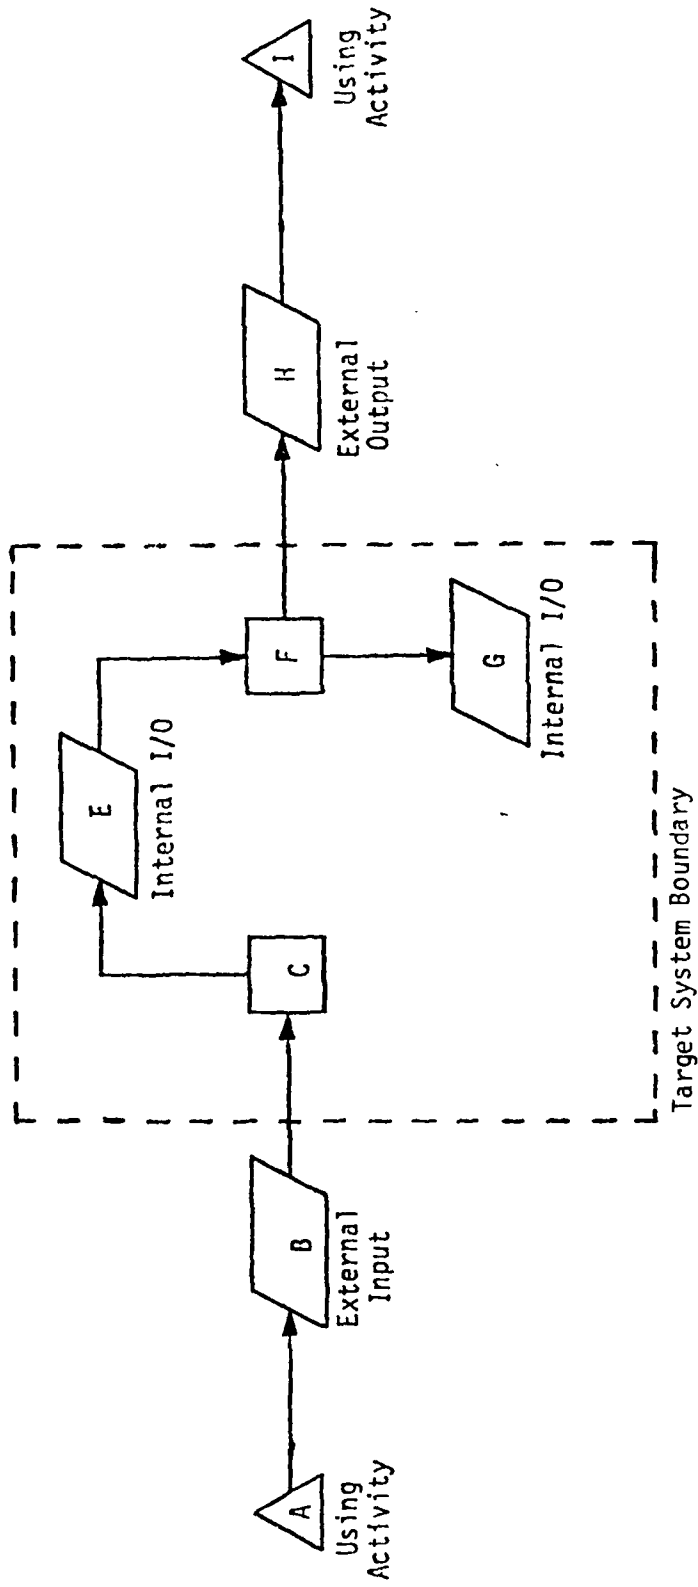 A
Using
Activity
B
External
Input
C
E
Internal I/O
F
G
Internal I/O
H
External
Output
I
Using
Activity
Target System Boundary